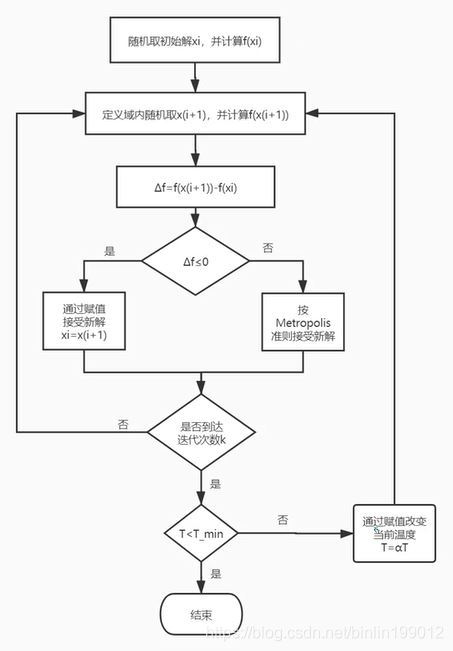 随机取初始解xi，并计算f(xi)
定义域内随机取x(i+1)，并计算f(x(i+1))
Δf=f(x(i+1))-f(xi)
是
Δf≤0
否
通过赋值
接受新解
xi=x(i+1)
按
Metropolis
准则接受新解
否
是否到达
迭代次数k
是
T<T_min
否
通过赋值改变
当前温度
T=αT
是
结束
https://blog.csdn.net/binlin199012